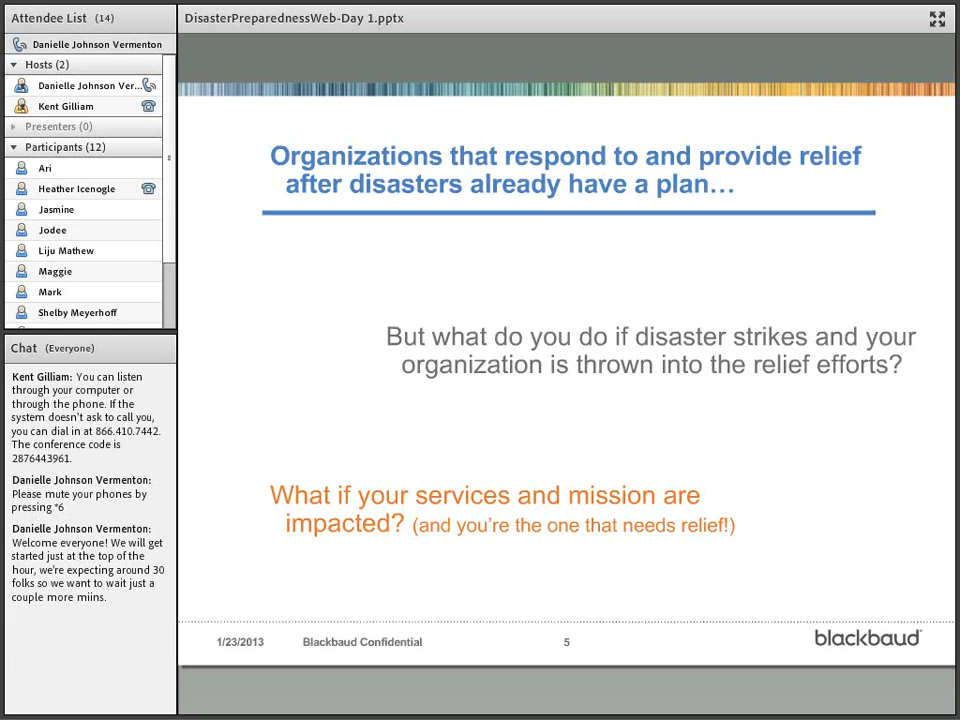 Attendee List (14)
Danielle Johnson Vermenton
Hosts (2)
Danielle Johnson Ver...
Kent Gilliam
Presenters (0)
Participants (12)
Ari
Heather Icenogle
Jasmine
Jodee
Liju Mathew
Maggie
Mark
Shelby Meyerhoff
Chat (Everyone)
Kent Gilliam: You can listen
through your computer or
through the phone. If the
system doesn't ask to call you,
you can dial in at 866.410.7442.
The conference code is
2876443961.
Danielle Johnson Vermenton:
Please mute your phones by
pressing *6
Danielle Johnson Vermenton:
Welcome everyone! We will get
started just at the top of the
hour, we're expecting around 30
folks so we want to wait just a
couple more miins.
DisasterPreparednessWeb-Day 1.pptx
Organizations that respond to and provide relief
after disasters already have a plan…
But what do you do if disaster strikes and your
organization is thrown into the relief efforts?
What if your services and mission are
impacted? (and you're the one that needs relief!)
1/23/2013 Blackbaud Confidential 5
blackbaud